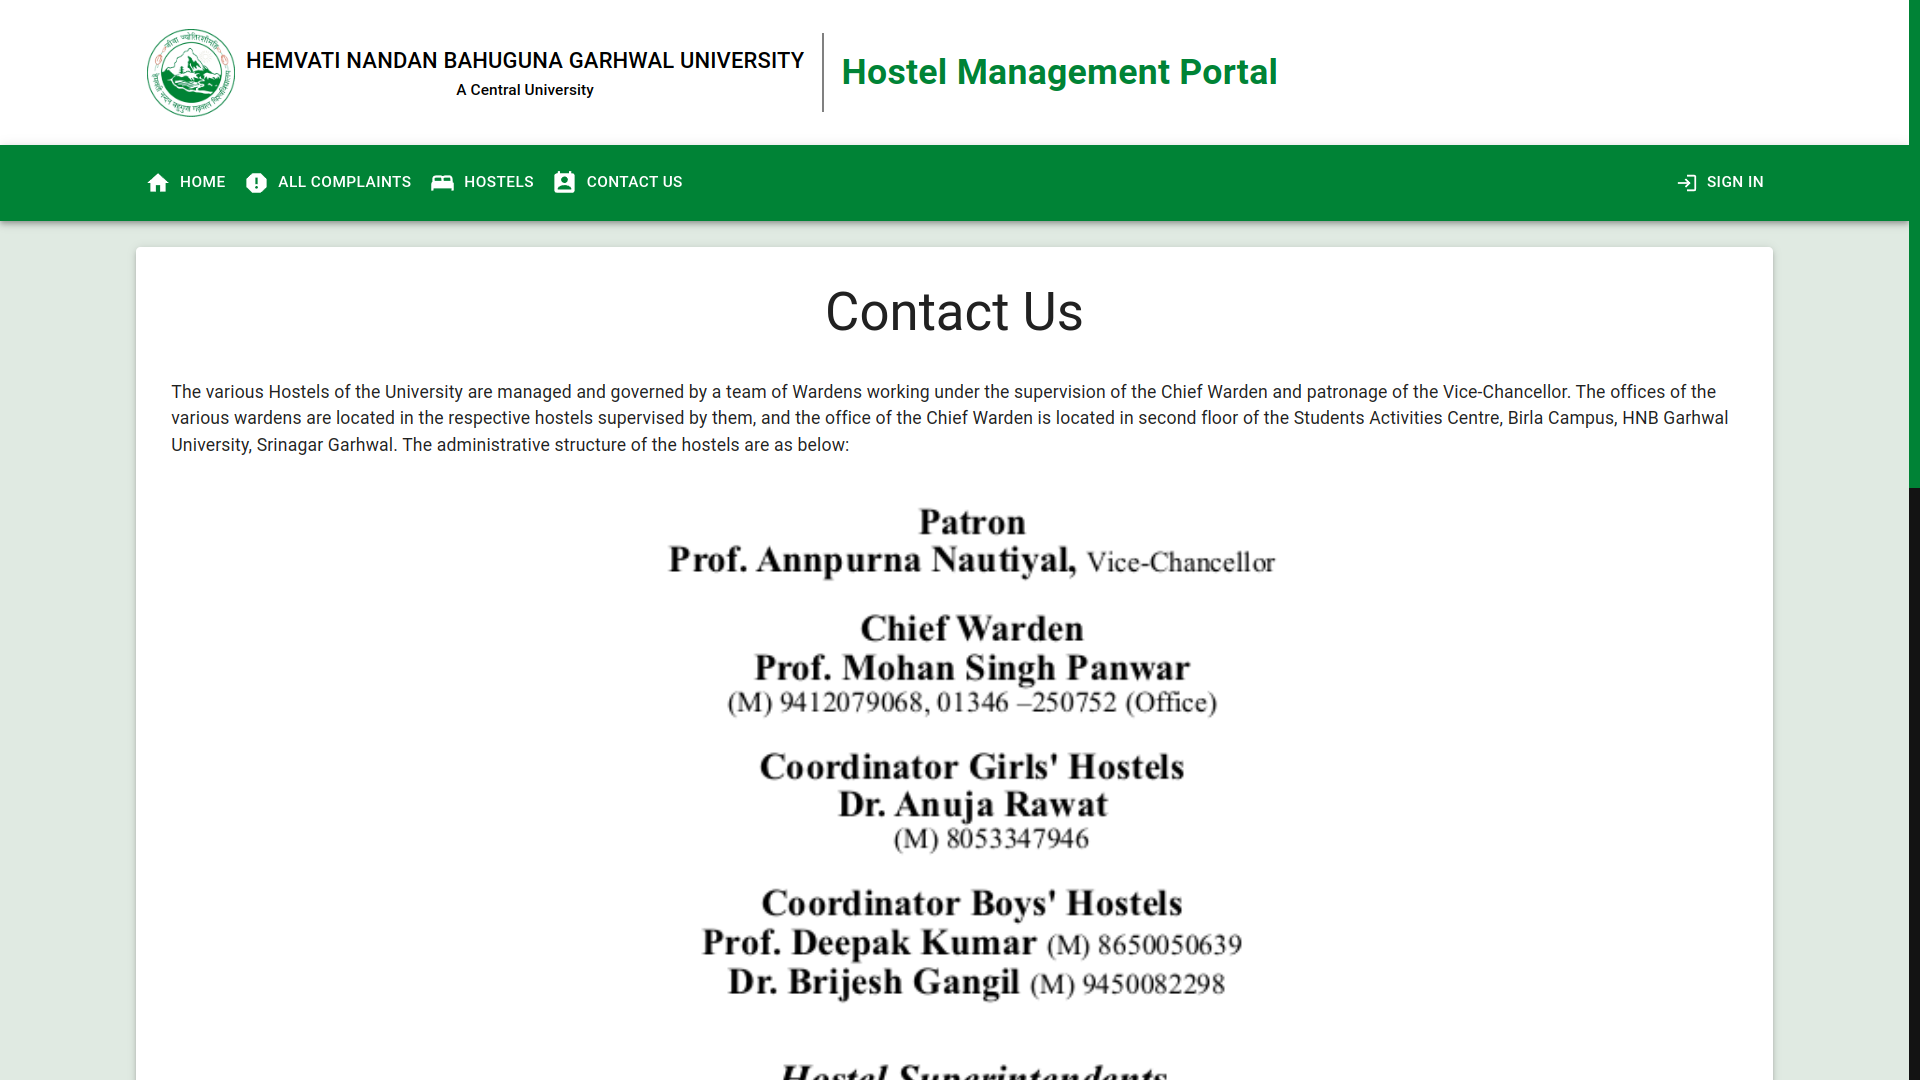 HEMVATI NANDAN BAHUGUNA GARHWAL UNIVERSITY
A Central University
Hostel Management Portal
HOME
ALL COMPLAINTS
HOSTELS
CONTACT US
SIGN IN
Contact Us
The various Hostels of the University are managed and governed by a team of Wardens working under the supervision of the Chief Warden and patronage of the Vice-Chancellor. The offices of the
various wardens are located in the respective hostels supervised by them, and the office of the Chief Warden is located in second floor of the Students Activities Centre, Birla Campus, HNB Garhwal
University, Srinagar Garhwal. The administrative structure of the hostels are as below:
Patron
Prof. Annpurna Nautiyal, Vice-Chancellor
Chief Warden
Prof. Mohan Singh Panwar
(M) 9412079068, 01346 –250752 (Office)
Coordinator Girls' Hostels
Dr. Anuja Rawat
(M) 8053347946
Coordinator Boys' Hostels
Prof. Deepak Kumar (M) 8650050639
Dr. Brijesh Gangil (M) 9450082298
Hostel Superintendents